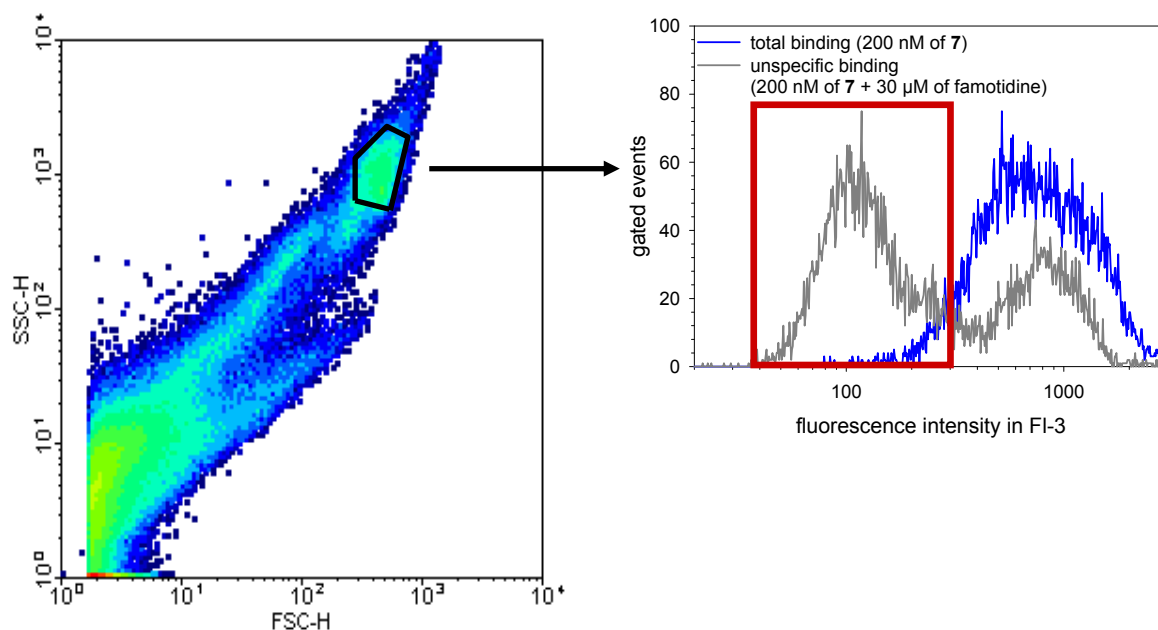 10⁴
10³
10²
10¹
10⁰
SSC-H
10⁰ 10¹ 10² 10³ 10⁴
FSC-H
100
80
60
40
20
0
gated events
total binding (200 nM of 7)
unspecific binding
(200 nM of 7 + 30 µM of famotidine)
100 1000
fluorescence intensity in Fl-3